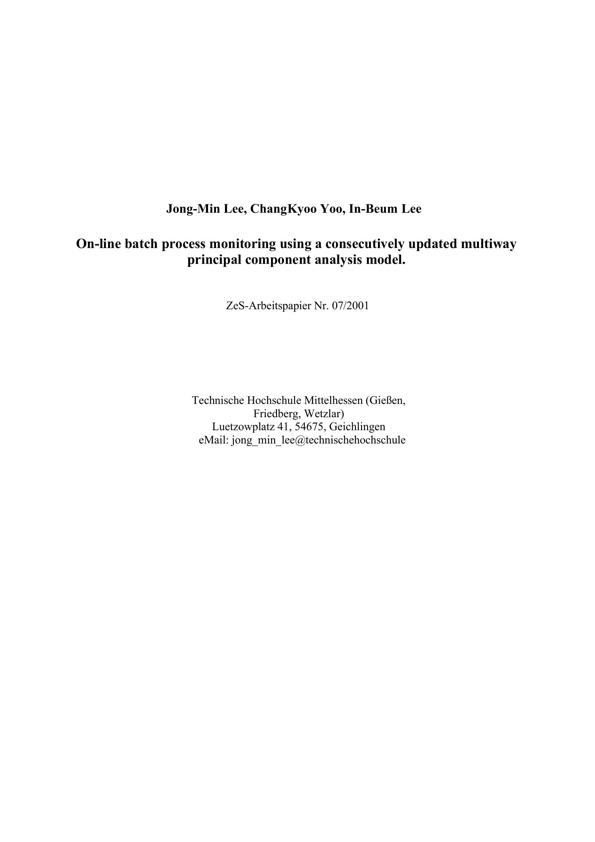 Jong-Min Lee, ChangKyoo Yoo, In-Beum Lee
On-line batch process monitoring using a consecutively updated multiway
principal component analysis model.
ZeS-Arbeitspapier Nr. 07/2001
Technische Hochschule Mittelhessen (Gießen,
Friedberg, Wetzlar)
Luetzowplatz 41, 54675, Geichlingen
eMail: jong_min_lee@technischehochschule